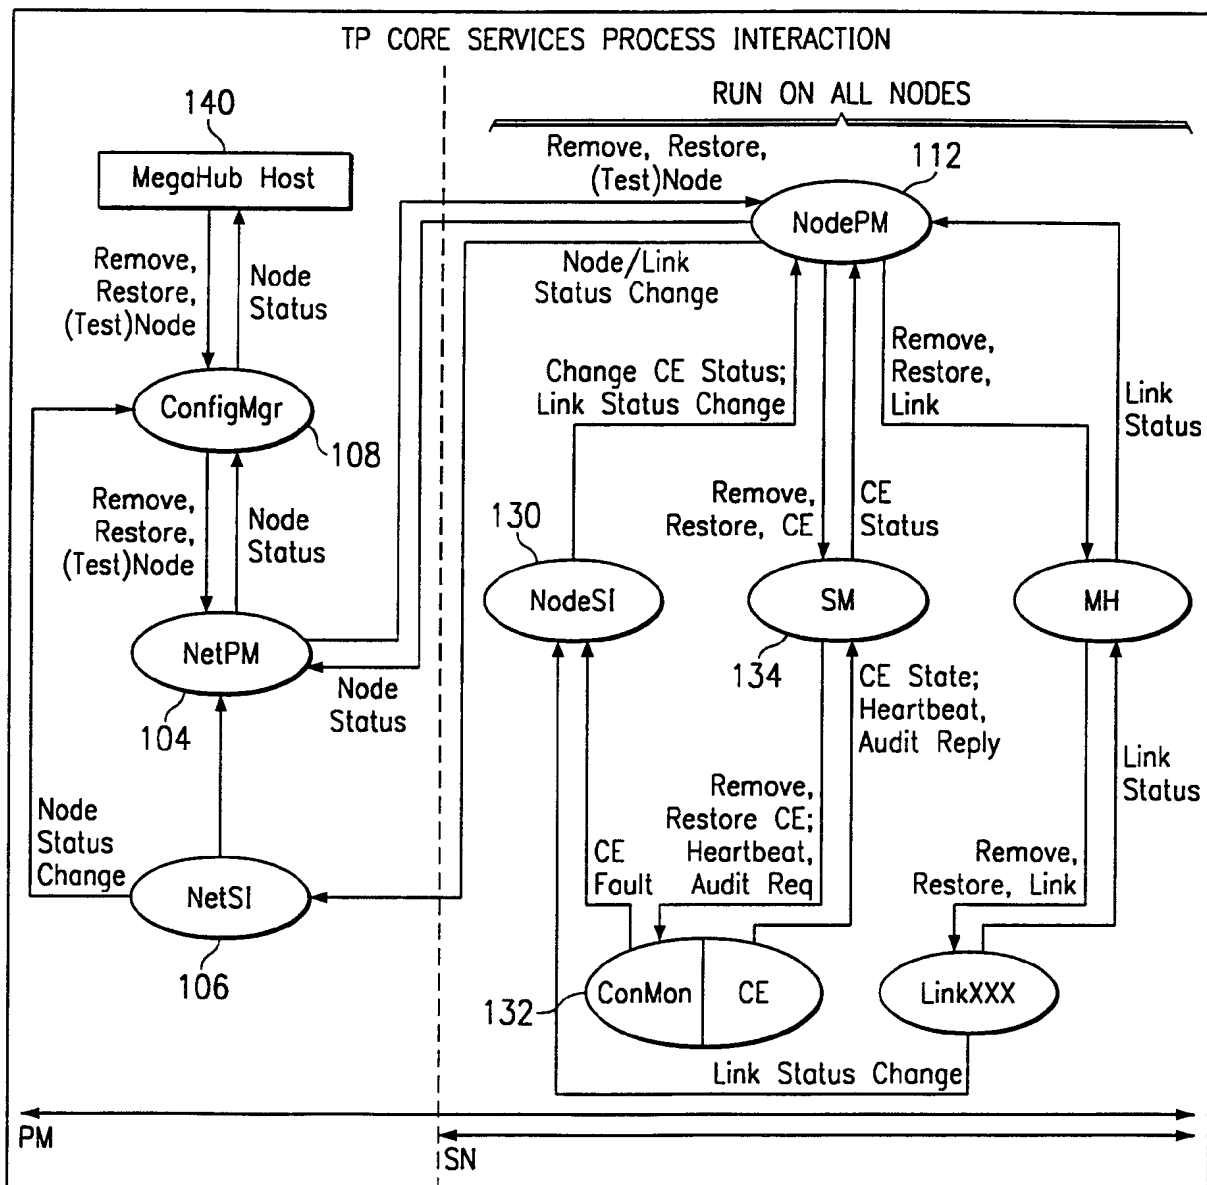 TP CORE SERVICES PROCESS INTERACTION
RUN ON ALL NODES
140
MegaHub Host
Remove,
Restore,
(Test)Node
Node
Status
ConfigMgr
108
Remove,
Restore,
(Test)Node
Node
Status
NetPM
104
Node
Status
Node
Status
Change
NetSI
106
Remove, Restore,
(Test)Node
112
NodePM
Node/Link
Status Change
Change CE Status;
Link Status Change
Remove,
Restore,
Link
Link
Status
130
NodeSI
Remove,
Restore, CE
CE
Status
SM
134
MH
CE State;
Heartbeat,
Audit Reply
Remove,
Restore CE;
Heartbeat,
Audit Req
CE
Fault
Link
Status
Remove,
Restore, Link
132
ConMon
CE
LinkXXX
Link Status Change
PM
SN